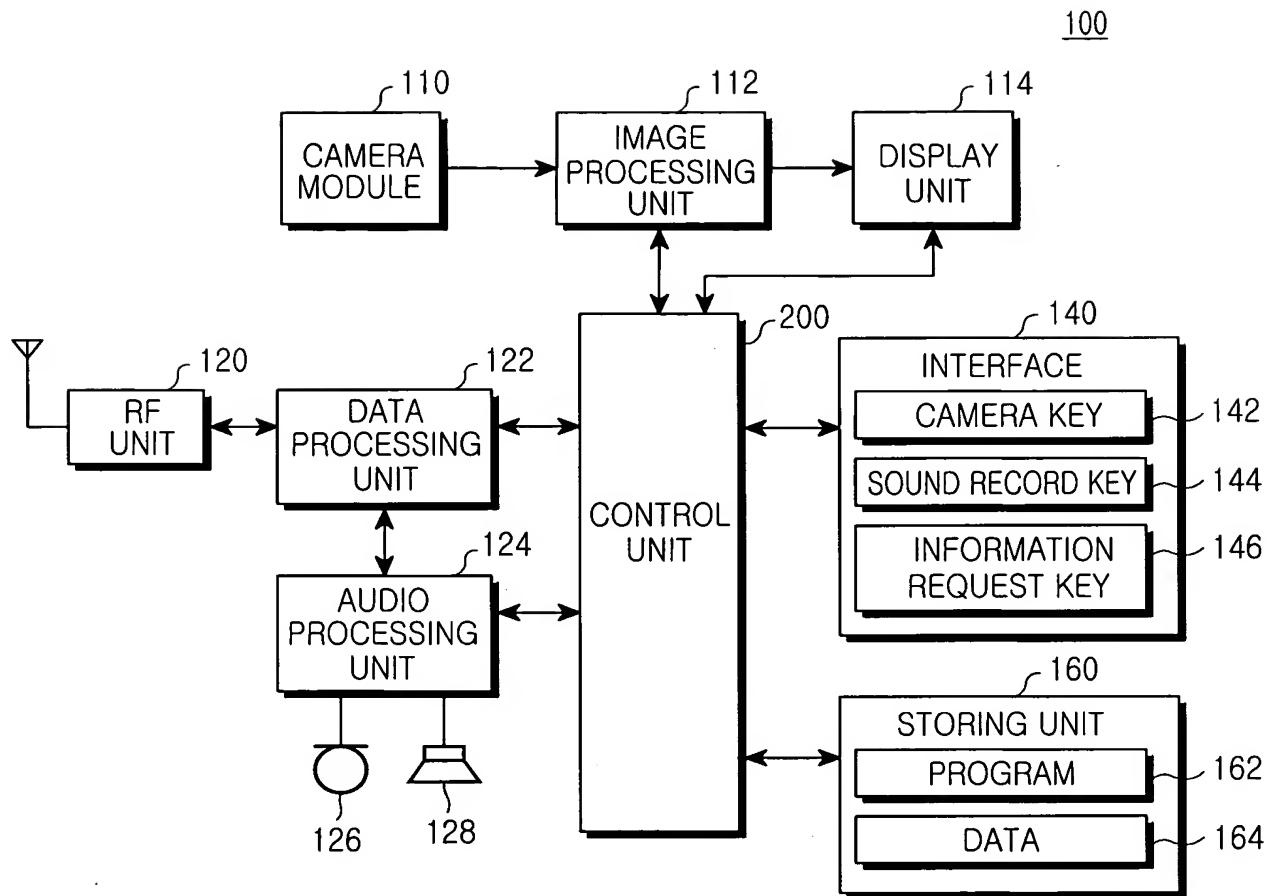 100
110
112
114
CAMERA
MODULE
IMAGE
PROCESSING
UNIT
DISPLAY
UNIT
120
RF
UNIT
122
DATA
PROCESSING
UNIT
124
AUDIO
PROCESSING
UNIT
126
128
200
CONTROL
UNIT
140
INTERFACE
CAMERA KEY
142
SOUND RECORD KEY
144
INFORMATION
REQUEST KEY
146
160
STORING UNIT
PROGRAM
162
DATA
164